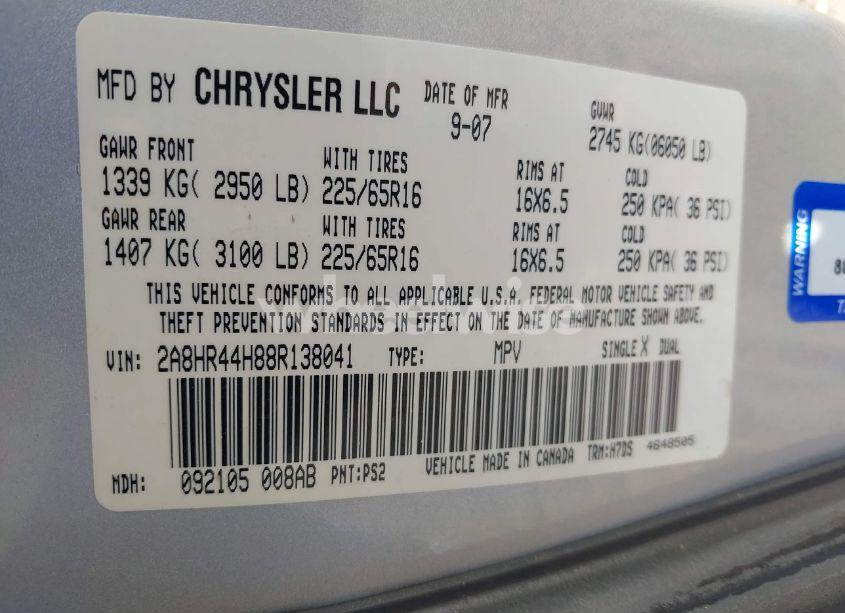 MFD BY CHRYSLER LLC DATE OF MFR 9-07 GVWR 2745 KG(06050 LB)
GAWR FRONT WITH TIRES RIMS AT COLD
1339 KG( 2950 LB) 225/65R16 16X6.5 250 KPA( 36 PSI)
GAWR REAR WITH TIRES RIMS AT COLD
1407 KG( 3100 LB) 225/65R16 16X6.5 250 KPA( 36 PSI)
THIS VEHICLE CONFORMS TO ALL APPLICABLE U.S.A. FEDERAL MOTOR VEHICLE SAFETY AND
THEFT PREVENTION STANDARDS IN EFFECT ON THE DATE OF MANUFACTURE SHOWN ABOVE.
VIN: 2A8HR44H88R138041 TYPE: MPV SINGLE X DUAL
MDH: 092105 008AB PNT:PS2 VEHICLE MADE IN CANADA TRM:H7DS 4648505
WARNING